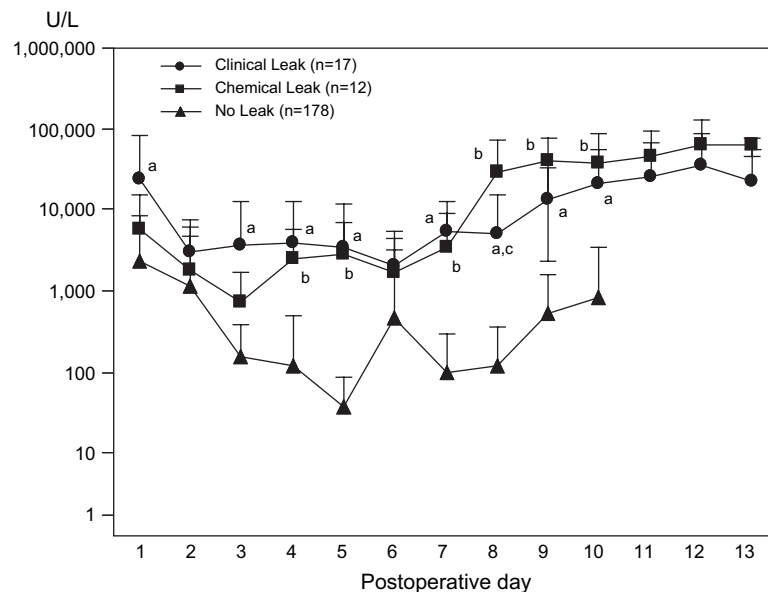 U/L
1,000,000
100,000
10,000
1,000
100
10
1
Clinical Leak (n=17)
Chemical Leak (n=12)
No Leak (n=178)
a
a
a
a
a
a,c
a
a
b
b
b
b
b
b
1 2 3 4 5 6 7 8 9 10 11 12 13
Postoperative day